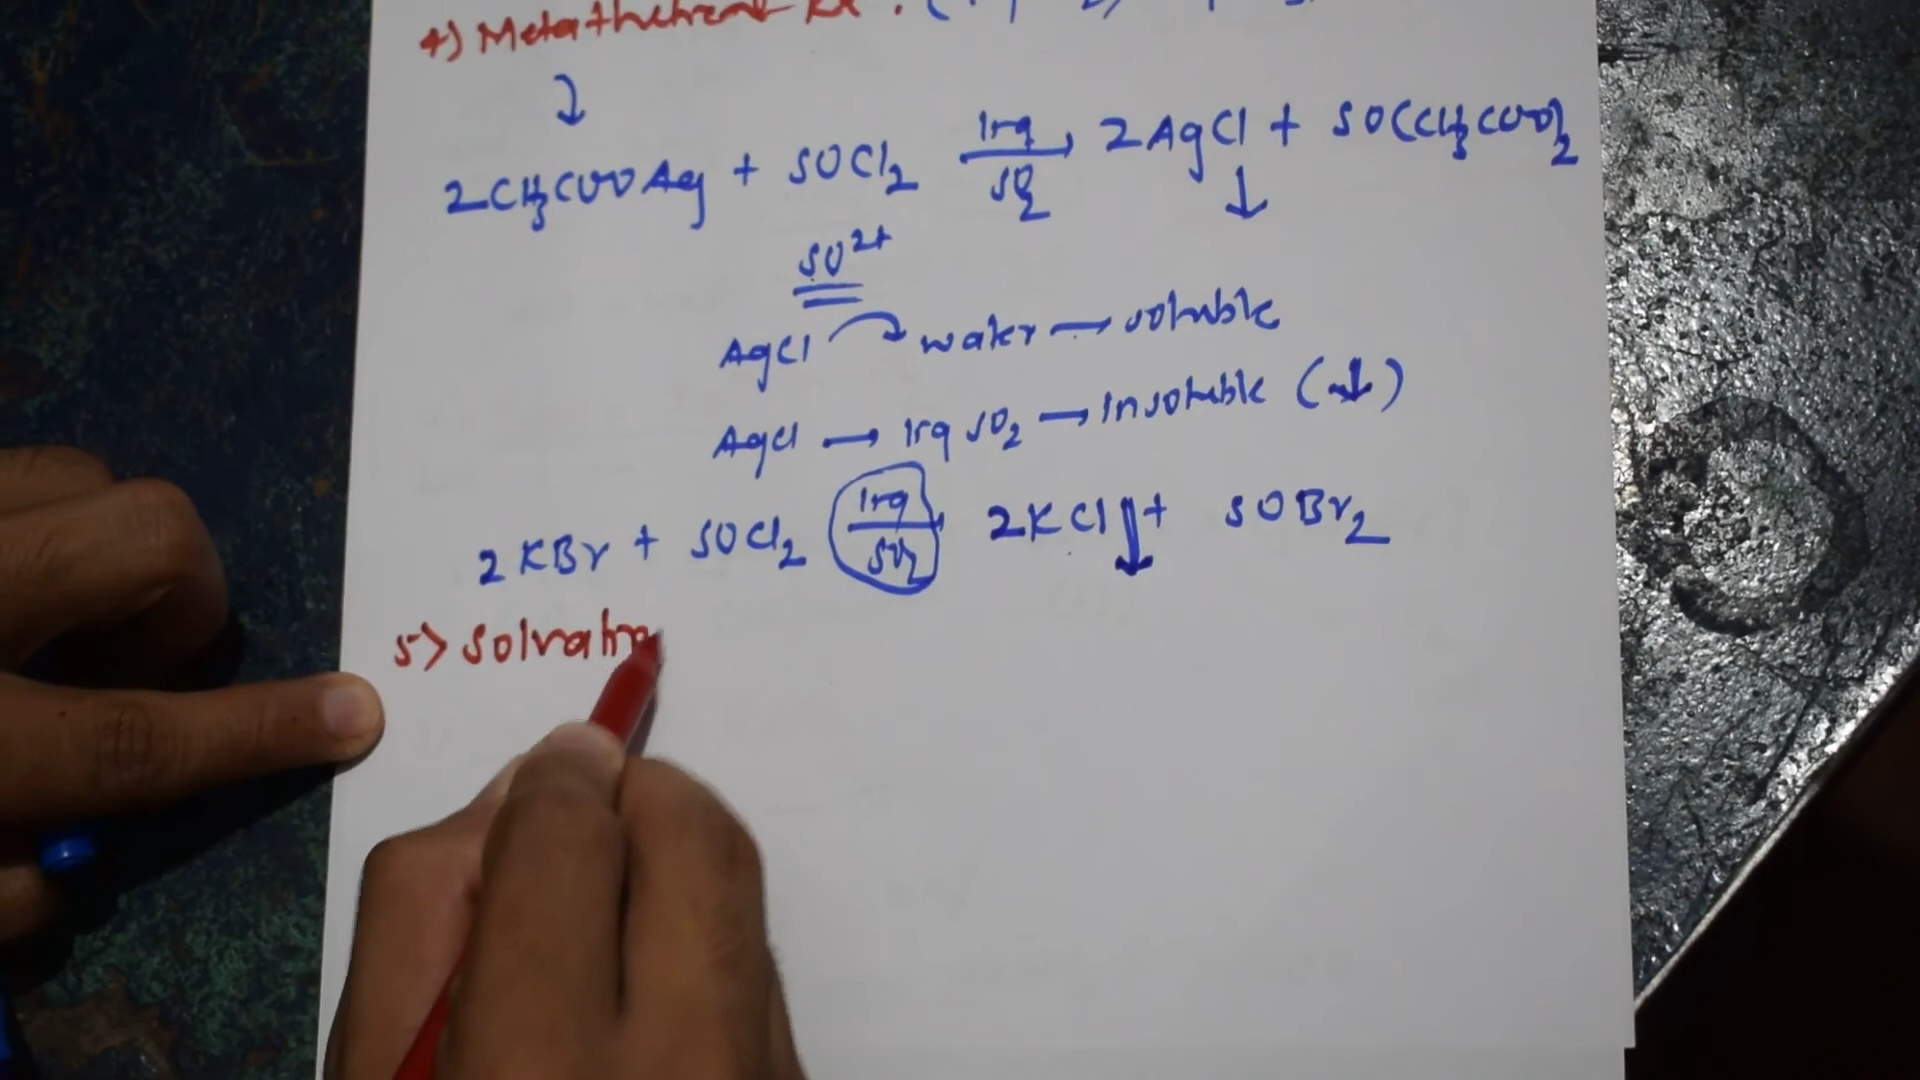 4) Metathetical Rx :
2CH3COOAg + SOCl2 liq/SO2 → 2AgCl ↓ + SO(CH3COO)2
SO2+
AgCl → water → soluble
AgCl → liq SO2 → Insoluble (↓)
2KBr + SOCl2 liq/SO2 → 2KCl ↓ + SOBr2
5> Solvation